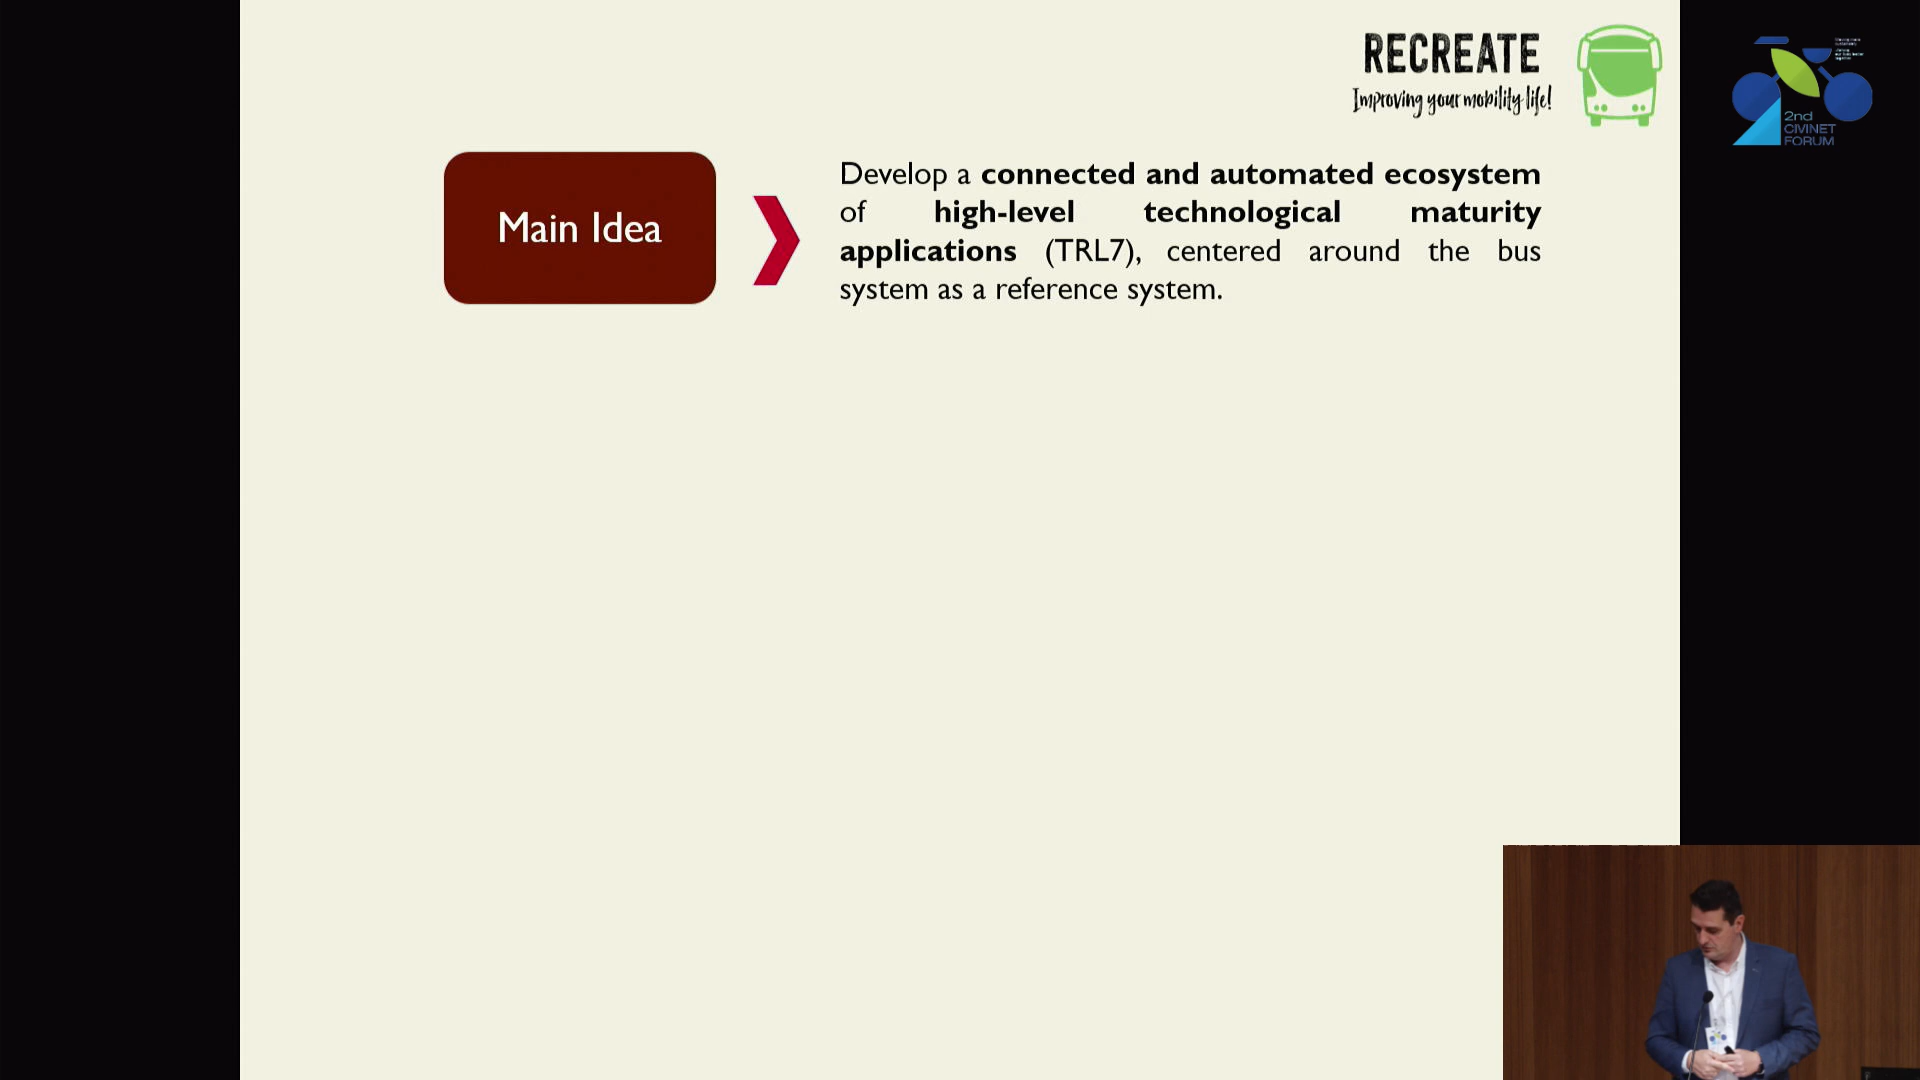 RECREATE
Improving your mobility life!
2nd
CIVINET
FORUM
Main Idea
Develop a connected and automated ecosystem
of high-level technological maturity
applications (TRL7), centered around the bus
system as a reference system.